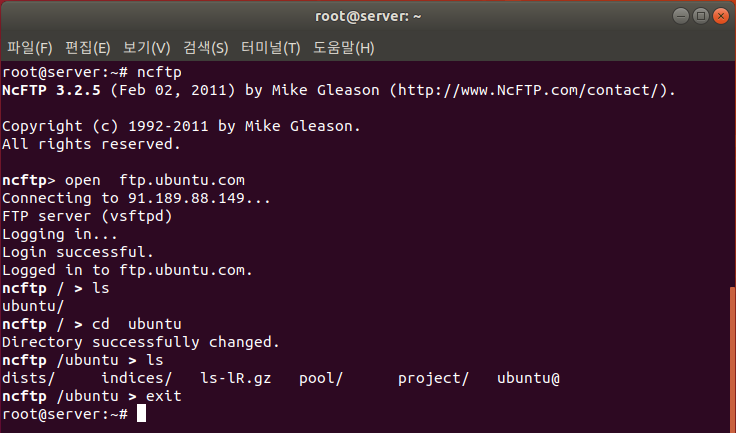 root@server: ~
파일(F) 편집(E) 보기(V) 검색(S) 터미널(T) 도움말(H)
root@server:~# ncftp
NcFTP 3.2.5 (Feb 02, 2011) by Mike Gleason (http://www.NcFTP.com/contact/).

Copyright (c) 1992-2011 by Mike Gleason.
All rights reserved.

ncftp> open  ftp.ubuntu.com
Connecting to 91.189.88.149...
FTP server (vsftpd)
Logging in...
Login successful.
Logged in to ftp.ubuntu.com.
ncftp / > ls
ubuntu/
ncftp / > cd  ubuntu
Directory successfully changed.
ncftp /ubuntu > ls
dists/     indices/   ls-lR.gz   pool/      project/   ubuntu@
ncftp /ubuntu > exit
root@server:~#